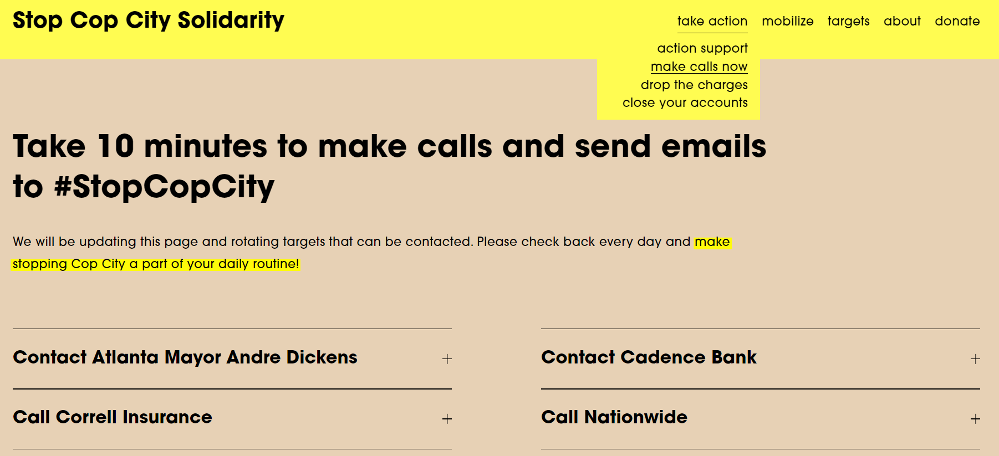 Stop Cop City Solidarity
take action mobilize targets about donate
action support
make calls now
drop the charges
close your accounts
Take 10 minutes to make calls and send emails
to #StopCopCity
We will be updating this page and rotating targets that can be contacted. Please check back every day and make
stopping Cop City a part of your daily routine!
Contact Atlanta Mayor Andre Dickens +
Call Correll Insurance +
Contact Cadence Bank +
Call Nationwide +